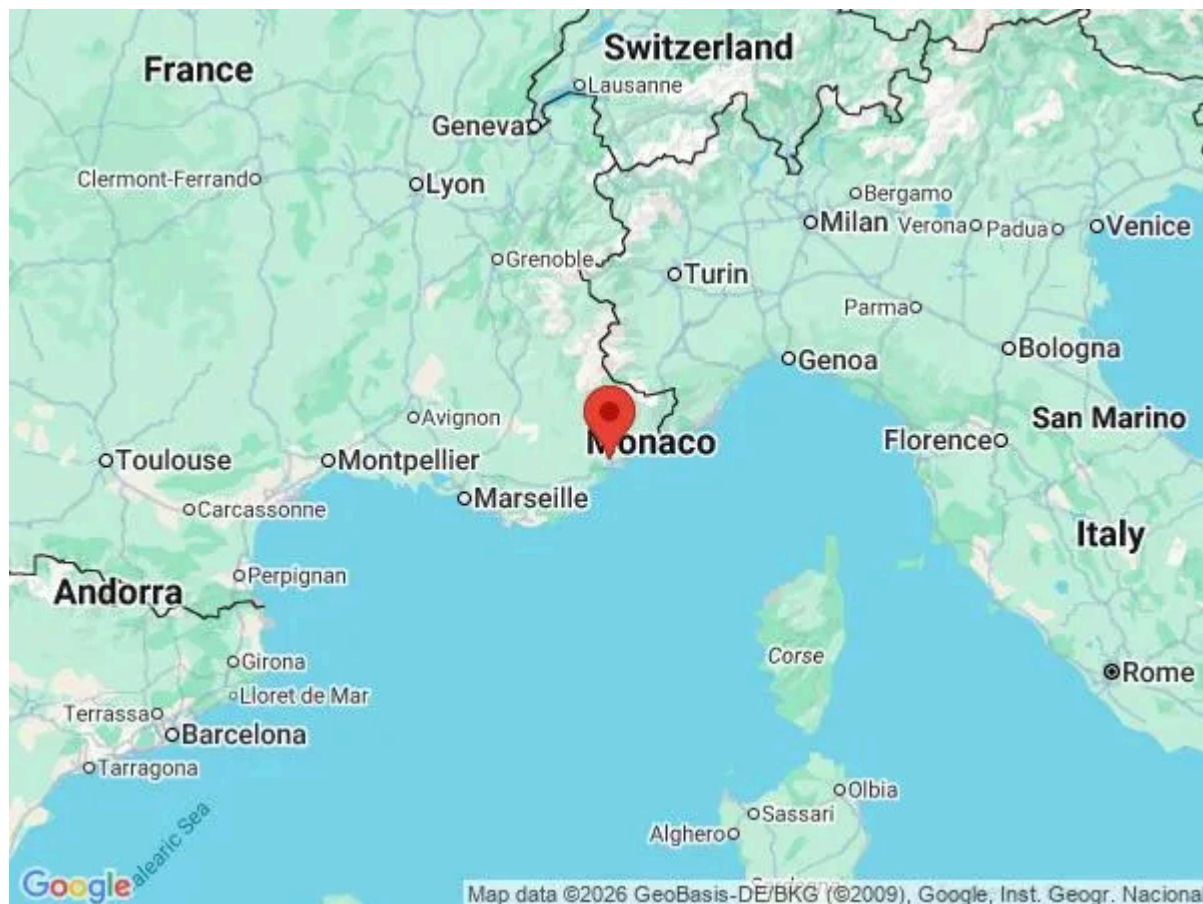 Switzerland
France
Lausanne
Geneva
Clermont-Ferrand
Lyon
Bergamo
Milan
Verona
Padua
Venice
Grenoble
Turin
Parma
Bologna
Genoa
Avignon
San Marino
Monaco
Florence
Toulouse
Montpellier
Marseille
Carcassonne
Italy
Perpignan
Andorra
Corse
Girona
Rome
Lloret de Mar
Terrassa
Barcelona
Tarragona
Olbia
Sassari
Alghero
alearic Sea
Google
Map data ©2026 GeoBasis-DE/BKG (©2009), Google, Inst. Geogr. Naciona